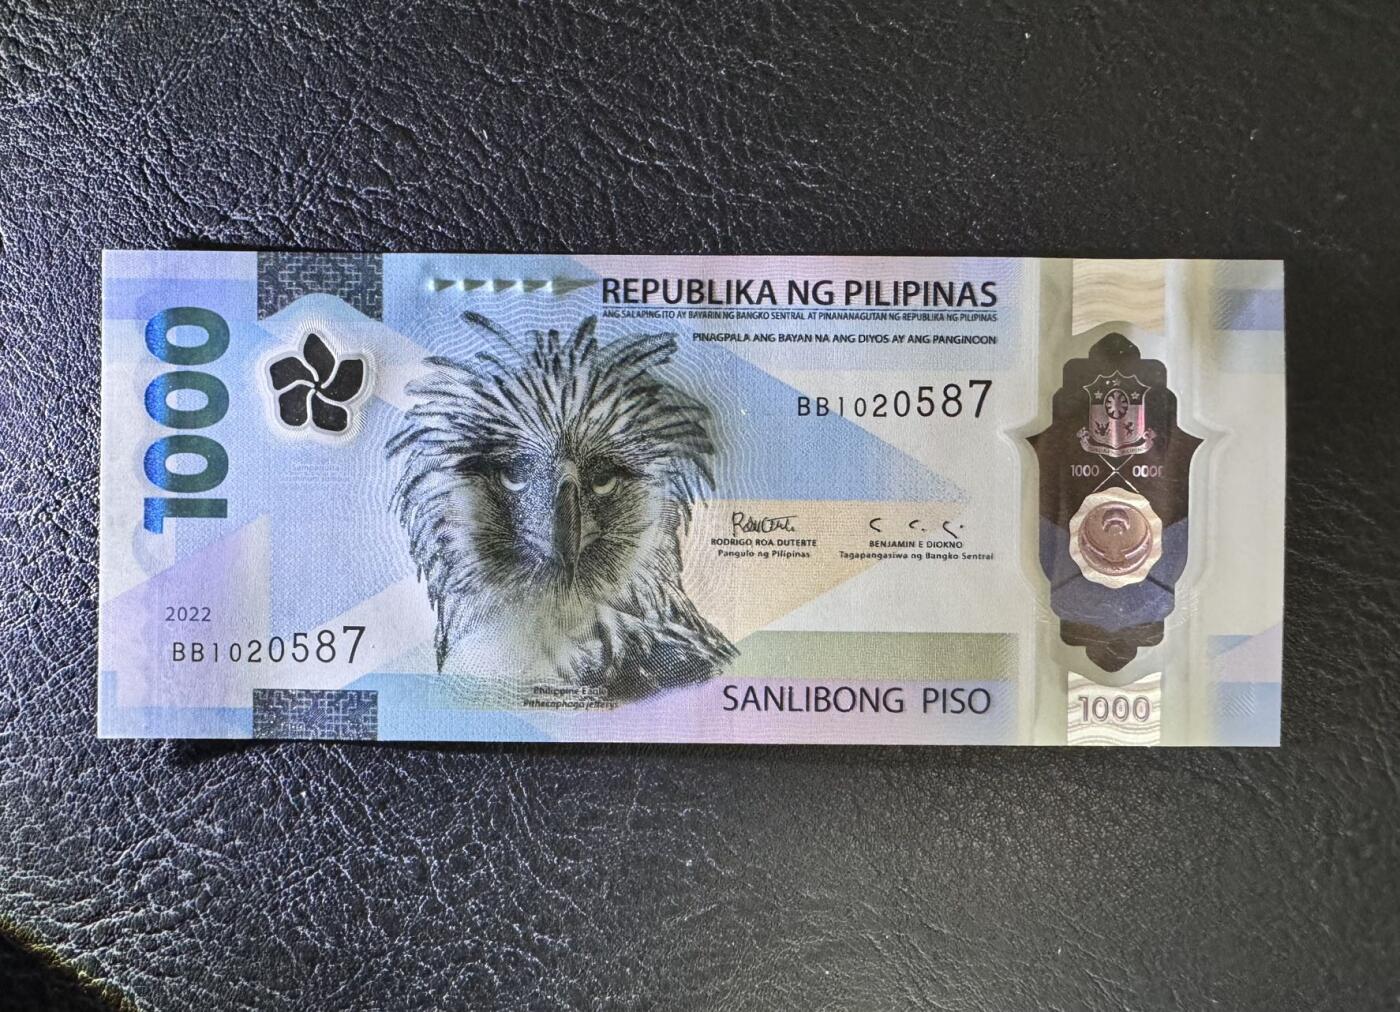 1000
REPUBLIKA NG PILIPINAS
ANG SALAPING ITO AY BAYARIN NG BANGKO SENTRAL AT PINANANAGUTAN NG REPUBLIKA NG PILIPINAS
PINAGPALA ANG BAYAN NA ANG DIYOS AY ANG PANGINOON
BB1020587
Sampaguita
1000 0001
RODRIGO ROA DUTERTE
Pangulo ng Pilipinas
BENJAMIN E DIOKNO
Tagapangasiwa ng Bangko Sentral
2022
BB1020587
Philippine Eagle
Pithecophaga jefferyi
SANLIBONG PISO
1000